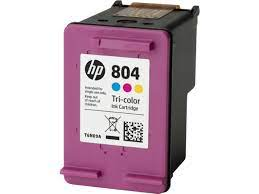 hp 804
Tri-color
Ink Cartridge
T6N09A